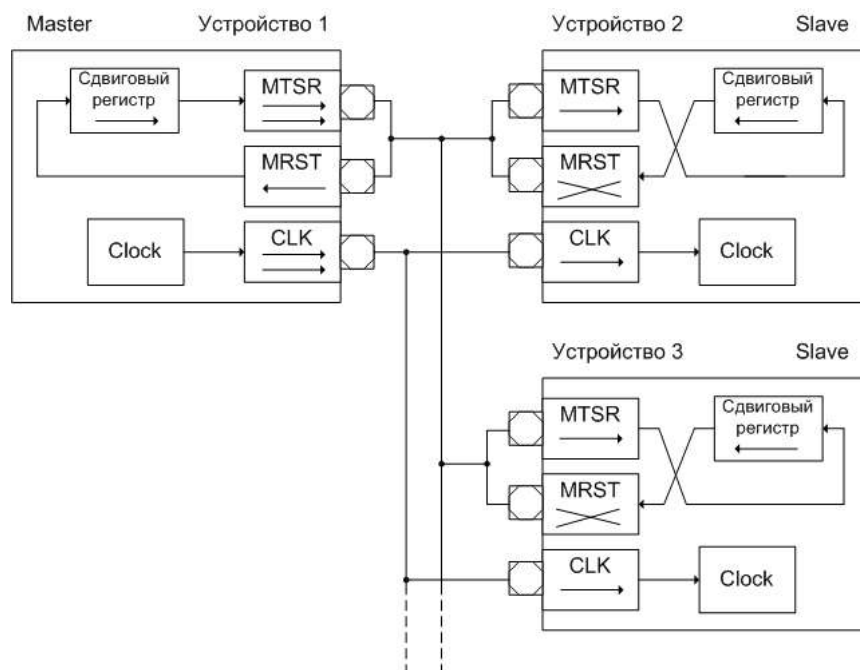 Master Устройство 1
Сдвиговый
регистр
MTSR
MRST
Clock
CLK
Устройство 2 Slave
MTSR
Сдвиговый
регистр
MRST
CLK
Clock
Устройство 3 Slave
MTSR
Сдвиговый
регистр
MRST
CLK
Clock